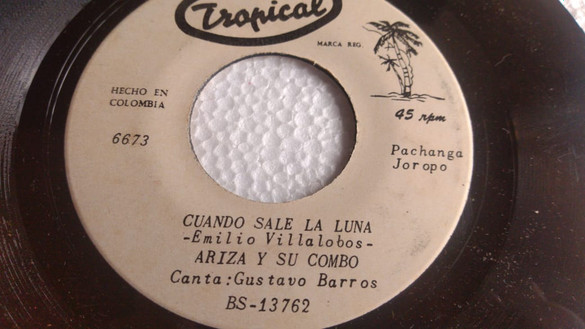 Tropical
MARCA REG.
HECHO EN
COLOMBIA
45 rpm
6673
Pachanga
Joropo
CUANDO SALE LA LUNA
-Emilio Villalobos-
ARIZA Y SU COMBO
Canta:Gustavo Barros
BS-13762